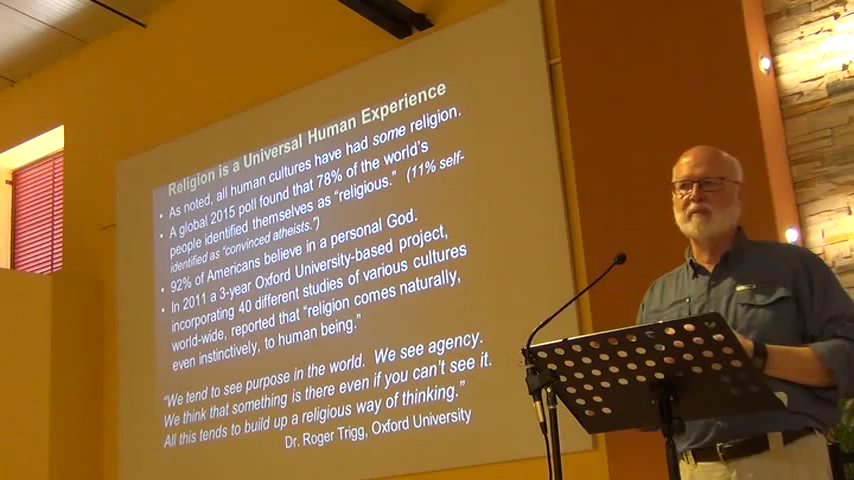 Religion is a Universal Human Experience
• As noted, all human cultures have had some religion.
• A global 2015 poll found that 78% of the world's
people identified themselves as "religious." (11% self-
identified as "convinced atheists.")
• 92% of Americans believe in a personal God.
• In 2011 a 3-year Oxford University-based project,
incorporating 40 different studies of various cultures
world-wide, reported that "religion comes naturally,
even instinctively, to human being."
"We tend to see purpose in the world. We see agency.
We think that something is there even if you can't see it.
All this tends to build up a religious way of thinking."
Dr. Roger Trigg, Oxford University